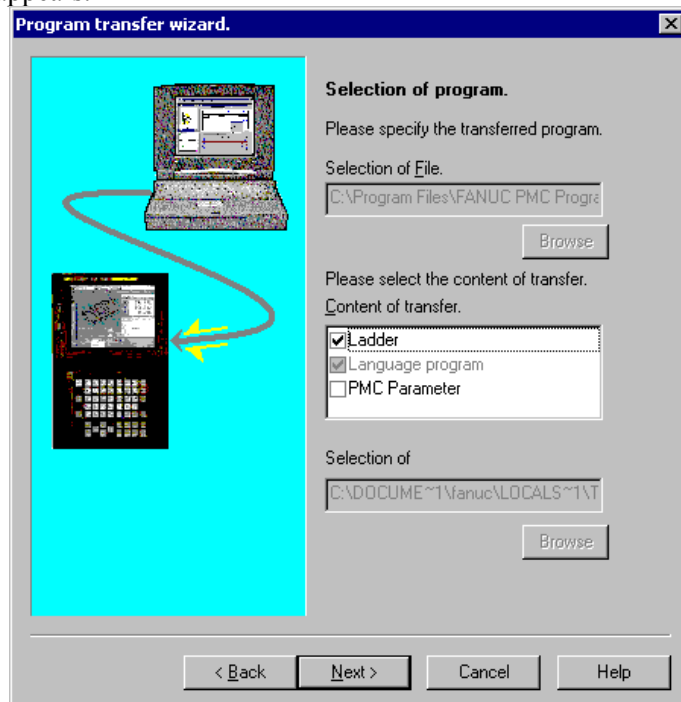 appears.
Program transfer wizard.
Selection of program.
Please specify the transferred program.
Selection of File.
C:\Program Files\FANUC PMC Progra
Browse
Please select the content of transfer.
Content of transfer.
Ladder
Language program
PMC Parameter
Selection of
C:\DOCUME~1\fanuc\LOCALS~1\T
Browse
< Back Next > Cancel Help